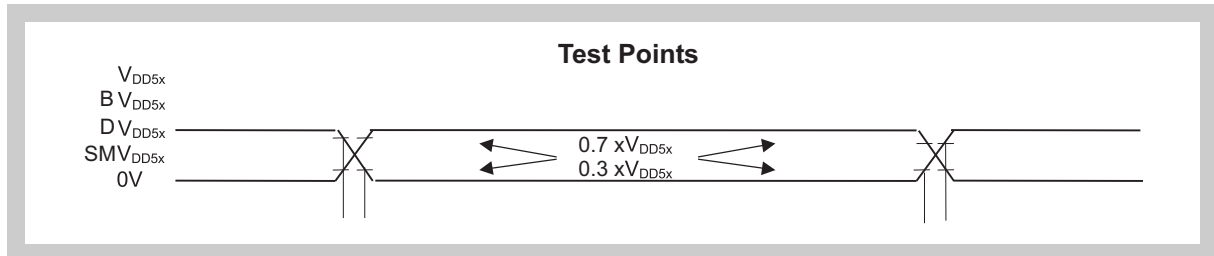 Test Points
VDD5x
B VDD5x
D VDD5x
SMVDD5x
0V
0.7 xVDD5x
0.3 xVDD5x